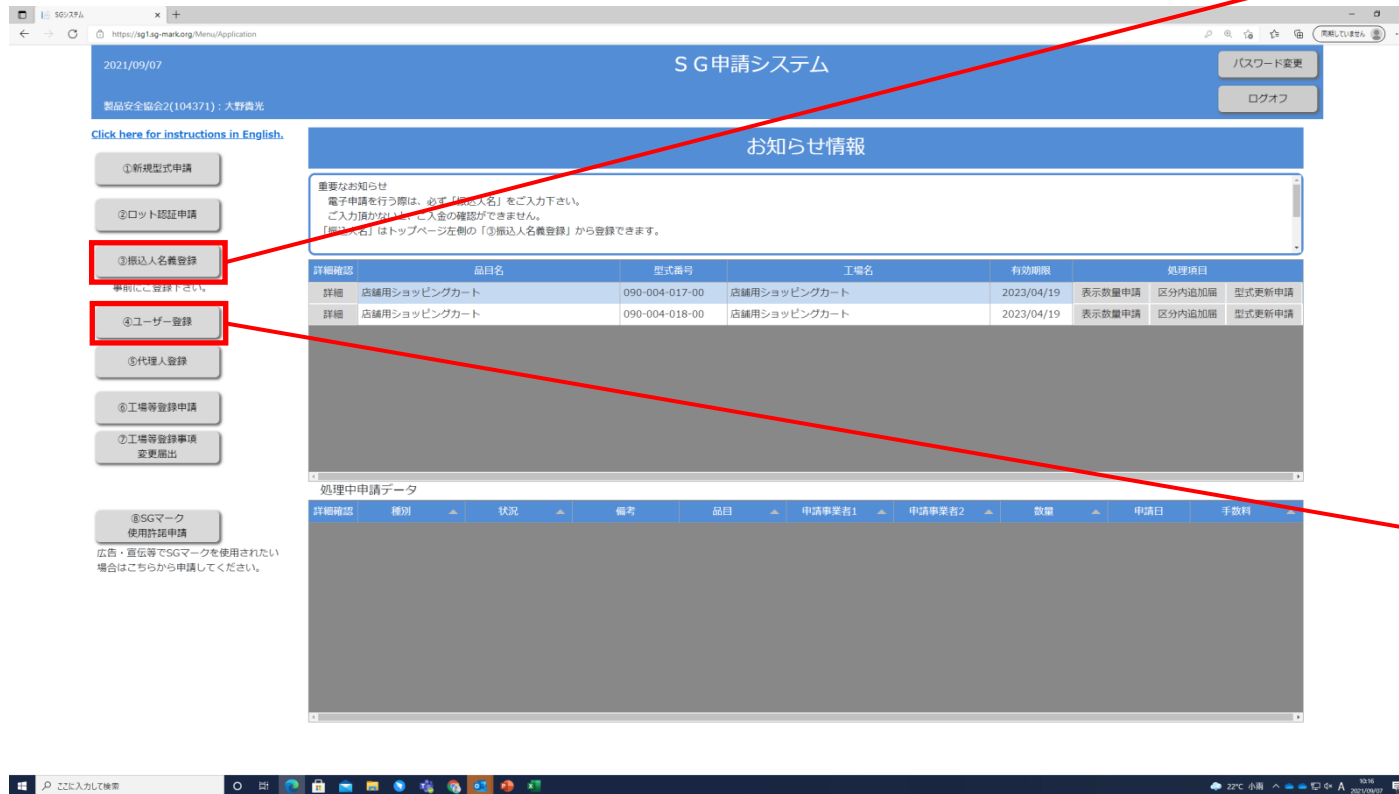 SGシステム
https://sg1.sg-mark.org/Menu/Application
同期していません
2021/09/07
ＳＧ申請システム
パスワード変更
製品安全協会2(104371)：大野貴光
ログオフ
Click here for instructions in English.
お知らせ情報
①新規型式申請
②ロット認証申請
③振込人名義登録
事前にご登録下さい。
④ユーザー登録
⑤代理人登録
⑥工場等登録申請
⑦工場等登録事項
変更届出
⑧SGマーク
使用許諾申請
広告・宣伝等でSGマークを使用されたい
場合はこちらから申請してください。
重要なお知らせ
電子申請を行う際は、必ず「振込人名」をご入力下さい。
ご入力頂かないと、ご入金の確認ができません。
「振込人名」はトップページ左側の「③振込人名義登録」から登録できます。
詳細確認 品目名 型式番号 工場名 有効期限 処理項目
詳細 店舗用ショッピングカート 090-004-017-00 店舗用ショッピングカート 2023/04/19 表示数量申請 区分内追加届 型式更新申請
詳細 店舗用ショッピングカート 090-004-018-00 店舗用ショッピングカート 2023/04/19 表示数量申請 区分内追加届 型式更新申請
処理中申請データ
詳細確認 種別 状況 備考 品目 申請事業者1 申請事業者2 数量 申請日 手数料
ここに入力して検索
22℃ 小雨
A
10:16
2021/09/07